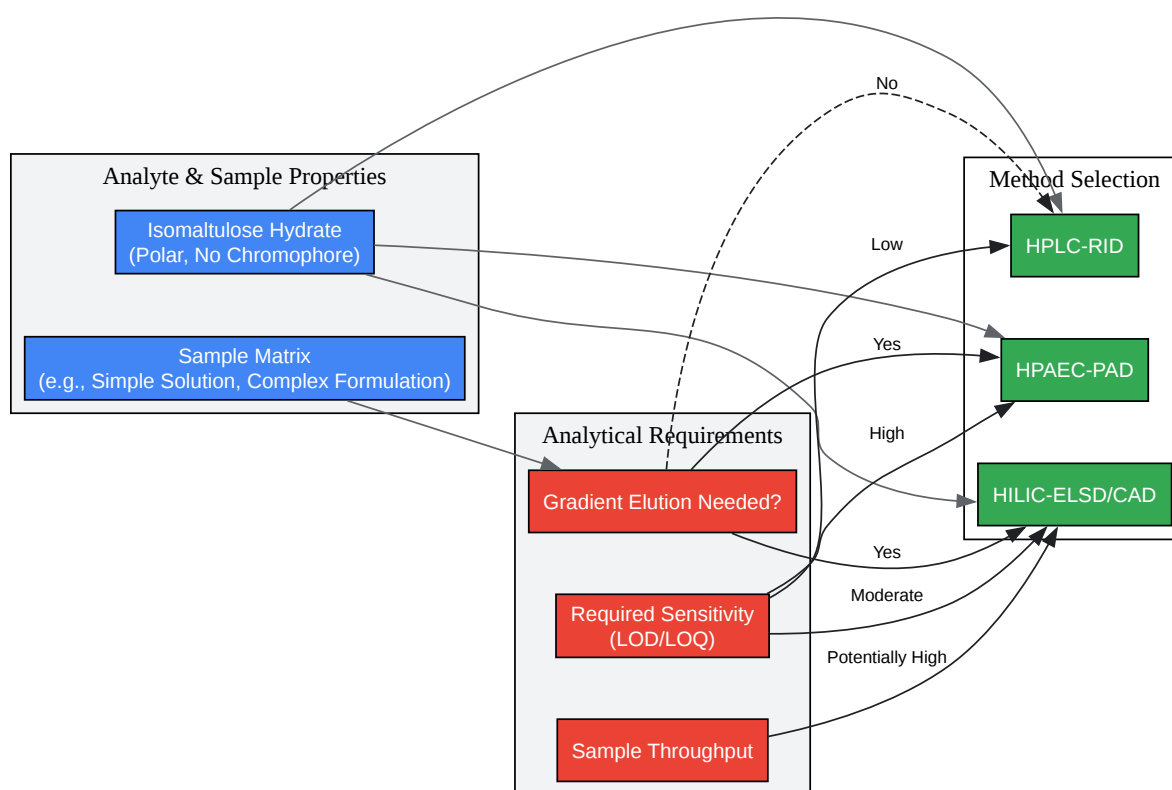 No
Analyte & Sample Properties
Isomaltulose Hydrate
(Polar, No Chromophore)
Sample Matrix
(e.g., Simple Solution, Complex Formulation)
Method Selection
HPLC-RID
Low
HPAEC-PAD
Yes
High
HILIC-ELSD/CAD
Analytical Requirements
Gradient Elution Needed?
Yes
Required Sensitivity
(LOD/LOQ)
Moderate
Potentially High
Sample Throughput